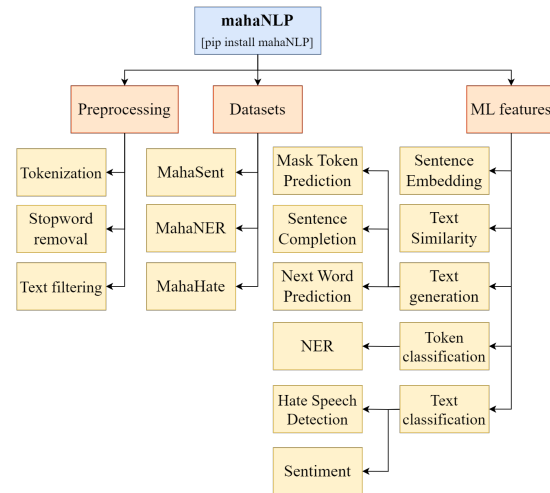 mahaNLP
[pip install mahaNLP]
Preprocessing
Datasets
ML features
Tokenization
Stopword
removal
Text filtering
MahaSent
MahaNER
MahaHate
Mask Token
Prediction
Sentence
Completion
Next Word
Prediction
NER
Hate Speech
Detection
Sentiment
Sentence
Embedding
Text
Similarity
Text
generation
Token
classification
Text
classification